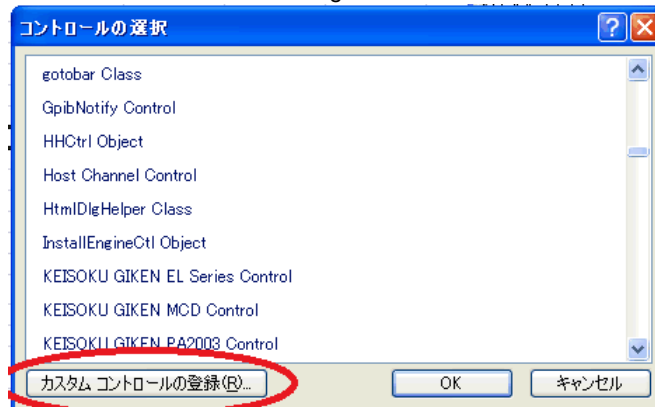 コントロールの選択
gotobar Class
GpibNotify Control
HHCtrl Object
Host Channel Control
HtmlDlgHelper Class
InstallEngineCtl Object
KEISOKU GIKEN EL Series Control
KEISOKU GIKEN MCD Control
KEISOKU GIKEN PA2003 Control
カスタム コントロールの登録(R)... OK キャンセル